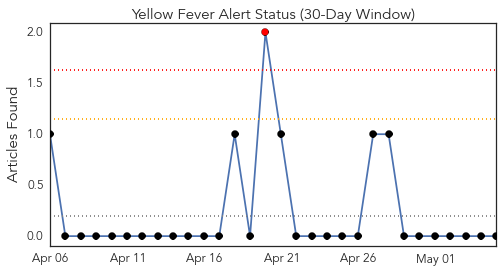 Yellow Fever Alert Status (30-Day Window)
Articles Found
2.0
1.5
1.0
0.5
0.0
Apr 06 Apr 11 Apr 16 Apr 21 Apr 26 May 01